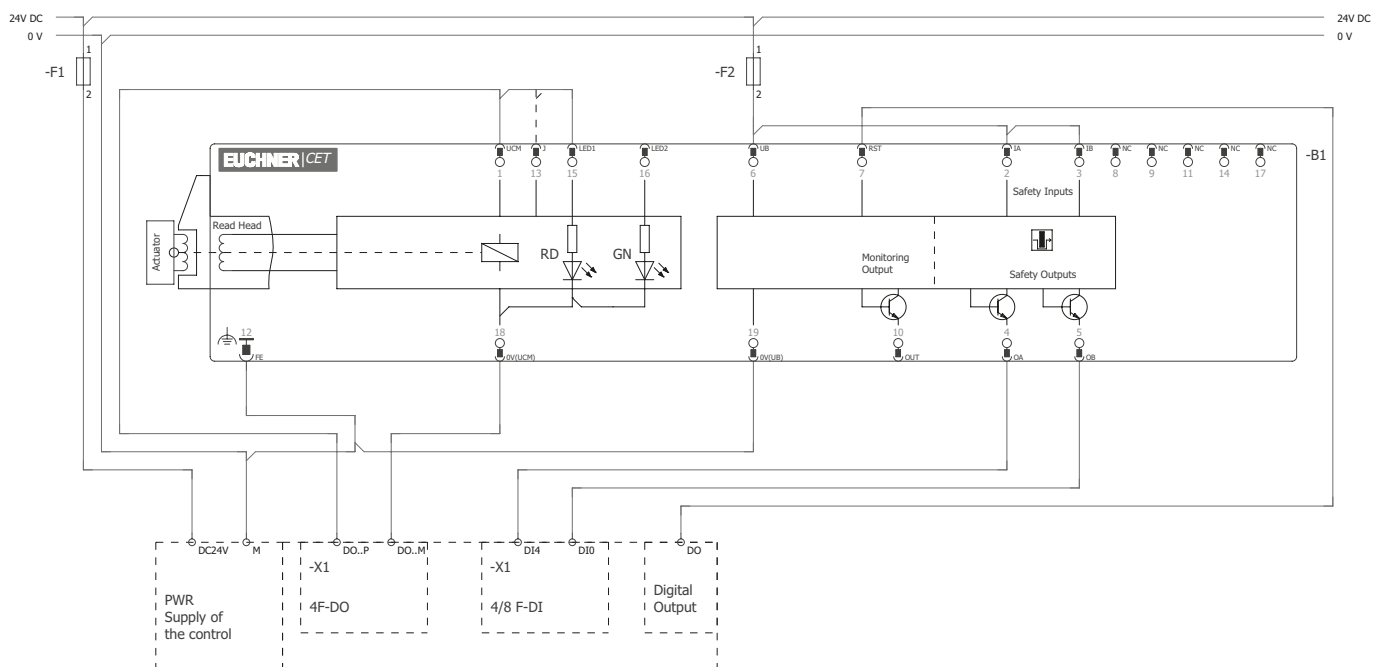 24V DC
24V DC
0 V
0 V
1
-F1
2
1
-F2
2
EUCHNER CET
UCM
J
LED1
LED2
UB
RST
IA
IB
NC
NC
NC
NC
NC
-B1
1
13
15
16
6
7
2
3
8
9
11
14
17
Safety Inputs
Actuator
Read Head
RD
GN
Monitoring
Output
Safety Outputs
12
18
19
10
4
5
FE
0V(UCM)
0V(UB)
OUT
OA
OB
DC24V
M
DO..P
DO..M
DI4
DI0
DO
PWR
Supply of
the control
-X1
4F-DO
-X1
4/8 F-DI
Digital
Output